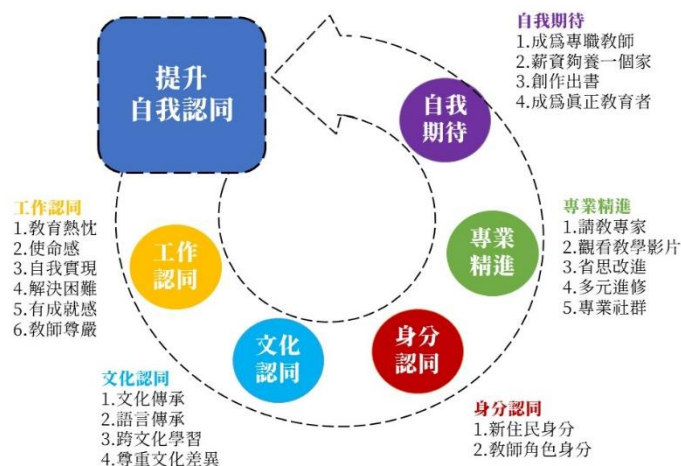 提升
自我認同
自我期待
1.成為專職教師
2.薪資夠養一個家
3.創作出書
4.成為真正教育者
自我
期待
專業精進
1.請教專家
2.觀看教學影片
3.省思改進
4.多元進修
5.專業社群
專業
精進
身分認同
1.新住民身分
2.教師角色身分
身分
認同
文化認同
1.文化傳承
2.語言傳承
3.跨文化學習
4.尊重文化差異
文化
認同
工作認同
1.教育熱忱
2.使命感
3.自我實現
4.解決困難
5.有成就感
6.教師尊嚴
工作
認同